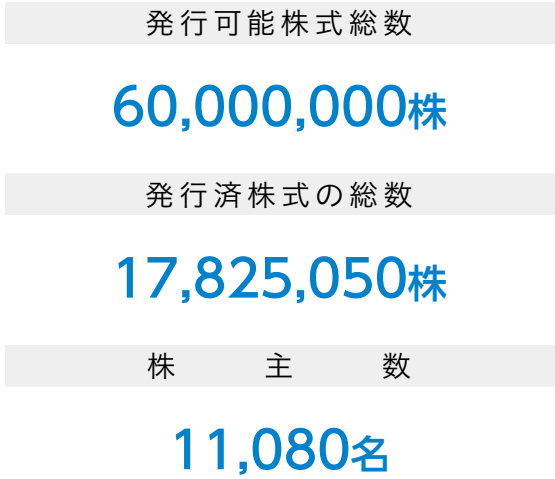 発行可能株式総数
60,000,000株
発行済株式の総数
17,825,050株
株主数
11,080名